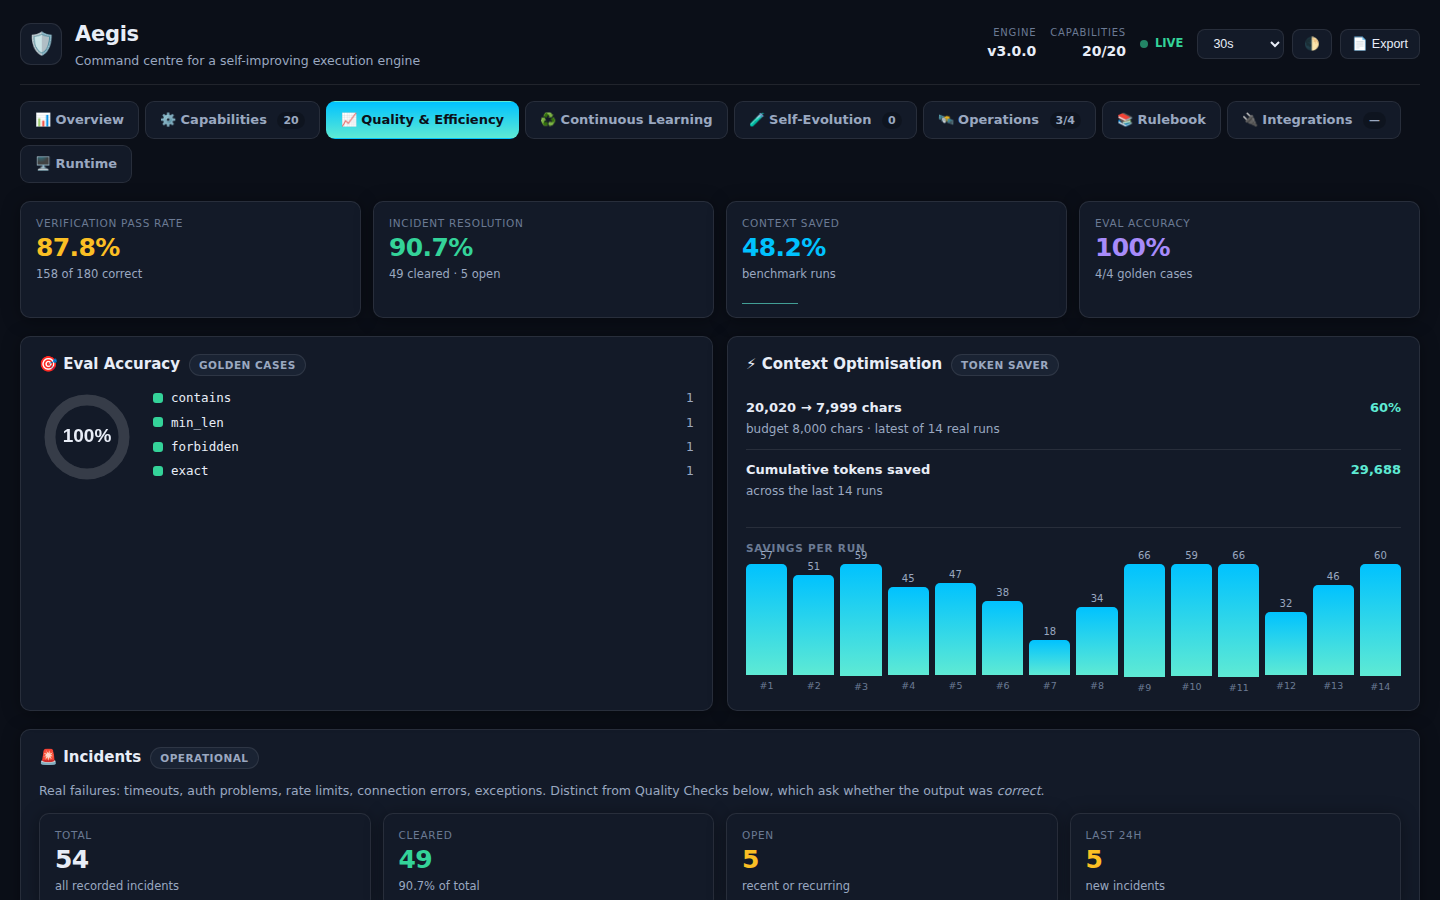 Aegis
Command centre for a self-improving execution engine
ENGINE
v3.0.0
CAPABILITIES
20/20
LIVE
30s
Export
Overview
Capabilities 20
Quality & Efficiency
Continuous Learning
Self-Evolution 0
Operations 3/4
Rulebook
Integrations —
Runtime
VERIFICATION PASS RATE
87.8%
158 of 180 correct
INCIDENT RESOLUTION
90.7%
49 cleared · 5 open
CONTEXT SAVED
48.2%
benchmark runs
EVAL ACCURACY
100%
4/4 golden cases
Eval Accuracy GOLDEN CASES
100%
contains 1
min_len 1
forbidden 1
exact 1
Context Optimisation TOKEN SAVER
20,020 → 7,999 chars 60%
budget 8,000 chars · latest of 14 real runs
Cumulative tokens saved 29,688
across the last 14 runs
SAVINGS PER RUN
57 51 59 45 47 38 18 34 66 59 66 32 46 60
#1 #2 #3 #4 #5 #6 #7 #8 #9 #10 #11 #12 #13 #14
Incidents OPERATIONAL
Real failures: timeouts, auth problems, rate limits, connection errors, exceptions. Distinct from Quality Checks below, which ask whether the output was correct.
TOTAL
54
all recorded incidents
CLEARED
49
90.7% of total
OPEN
5
recent or recurring
LAST 24H
5
new incidents